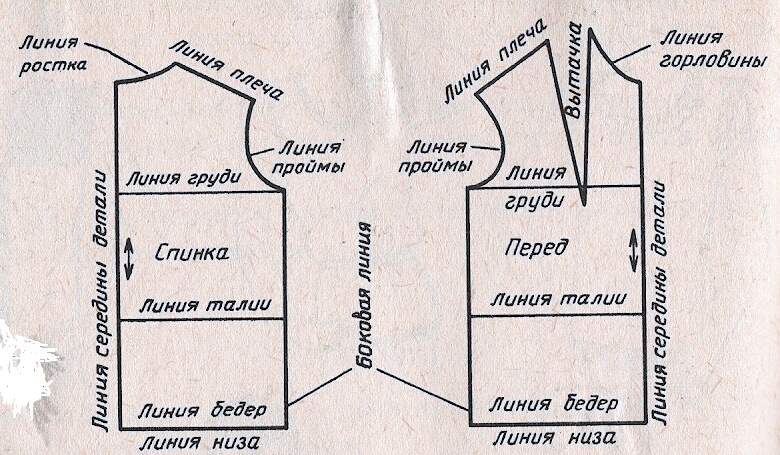 Линия
ростка
Линия плеча
Линия
проймы
Линия груди
Спинка
Линия талии
Линия бедер
Линия низа
Линия середины детали
боковая линия
Линия плеча
Вытачка
Линия
горловины
Линия
проймы
Линия
груди
Перед
Линия талии
Линия бедер
Линия низа
Линия середины детали